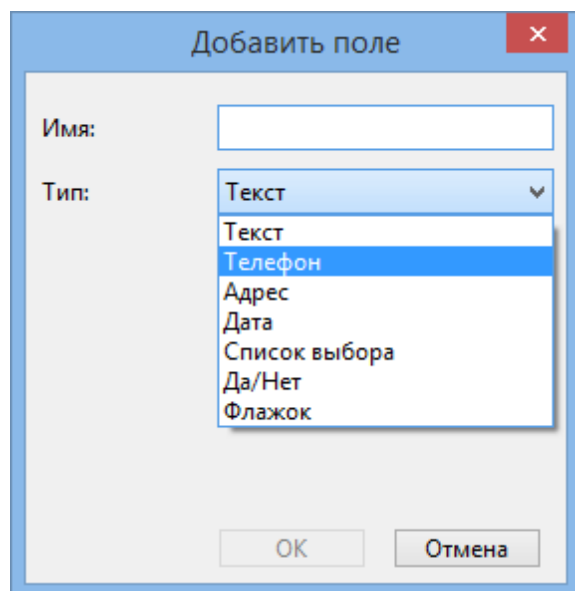 Добавить поле
Имя:
Тип: Текст
Текст
Телефон
Адрес
Дата
Список выбора
Да/Нет
Флажок
OK Отмена